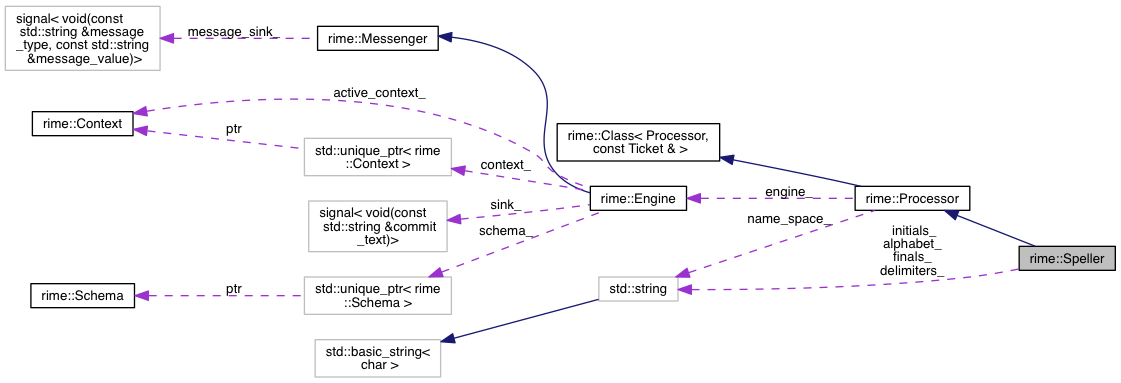 signal< void(const
std::string &message
_type, const std::string
&message_value)>
message_sink_
rime::Messenger
active_context_
rime::Context
ptr
std::unique_ptr< rime
::Context >
context_
rime::Class< Processor,
const Ticket & >
signal< void(const
std::string &commit
_text)>
sink_
rime::Engine
engine_
rime::Processor
schema_
name_space_
initials_
alphabet_
finals_
delimiters_
rime::Speller
rime::Schema
ptr
std::unique_ptr< rime
::Schema >
std::string
std::basic_string<
char >